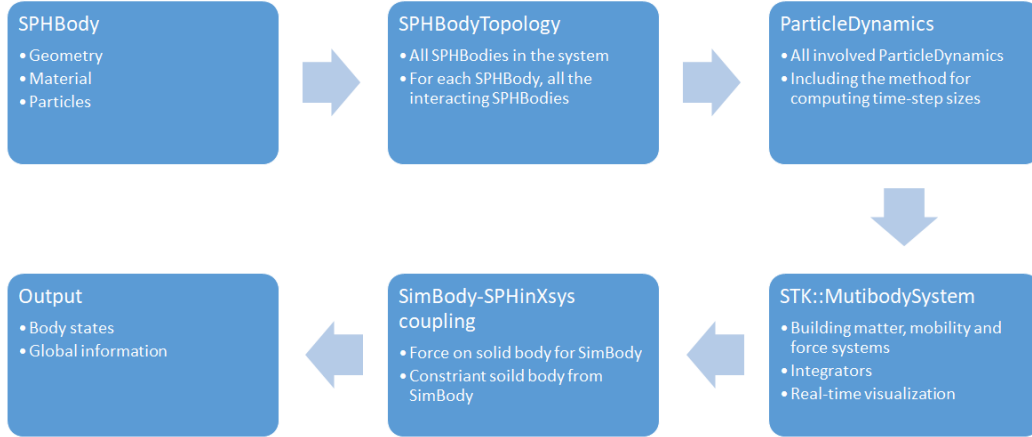 SPHBody
• Geometry
• Material
• Particles
SPHBodyTopology
• All SPHBodies in the system
• For each SPHBody, all the
interacting SPHBodies
ParticleDynamics
• All involved ParticleDynamics
• Including the method for
computing time-step sizes
STK::MutibodySystem
• Building matter, mobility and
force systems
• Integrators
• Real-time visualization
SimBody-SPHinXsys
coupling
• Force on solid body for SimBody
• Constriant soild body from
SimBody
Output
• Body states
• Global information